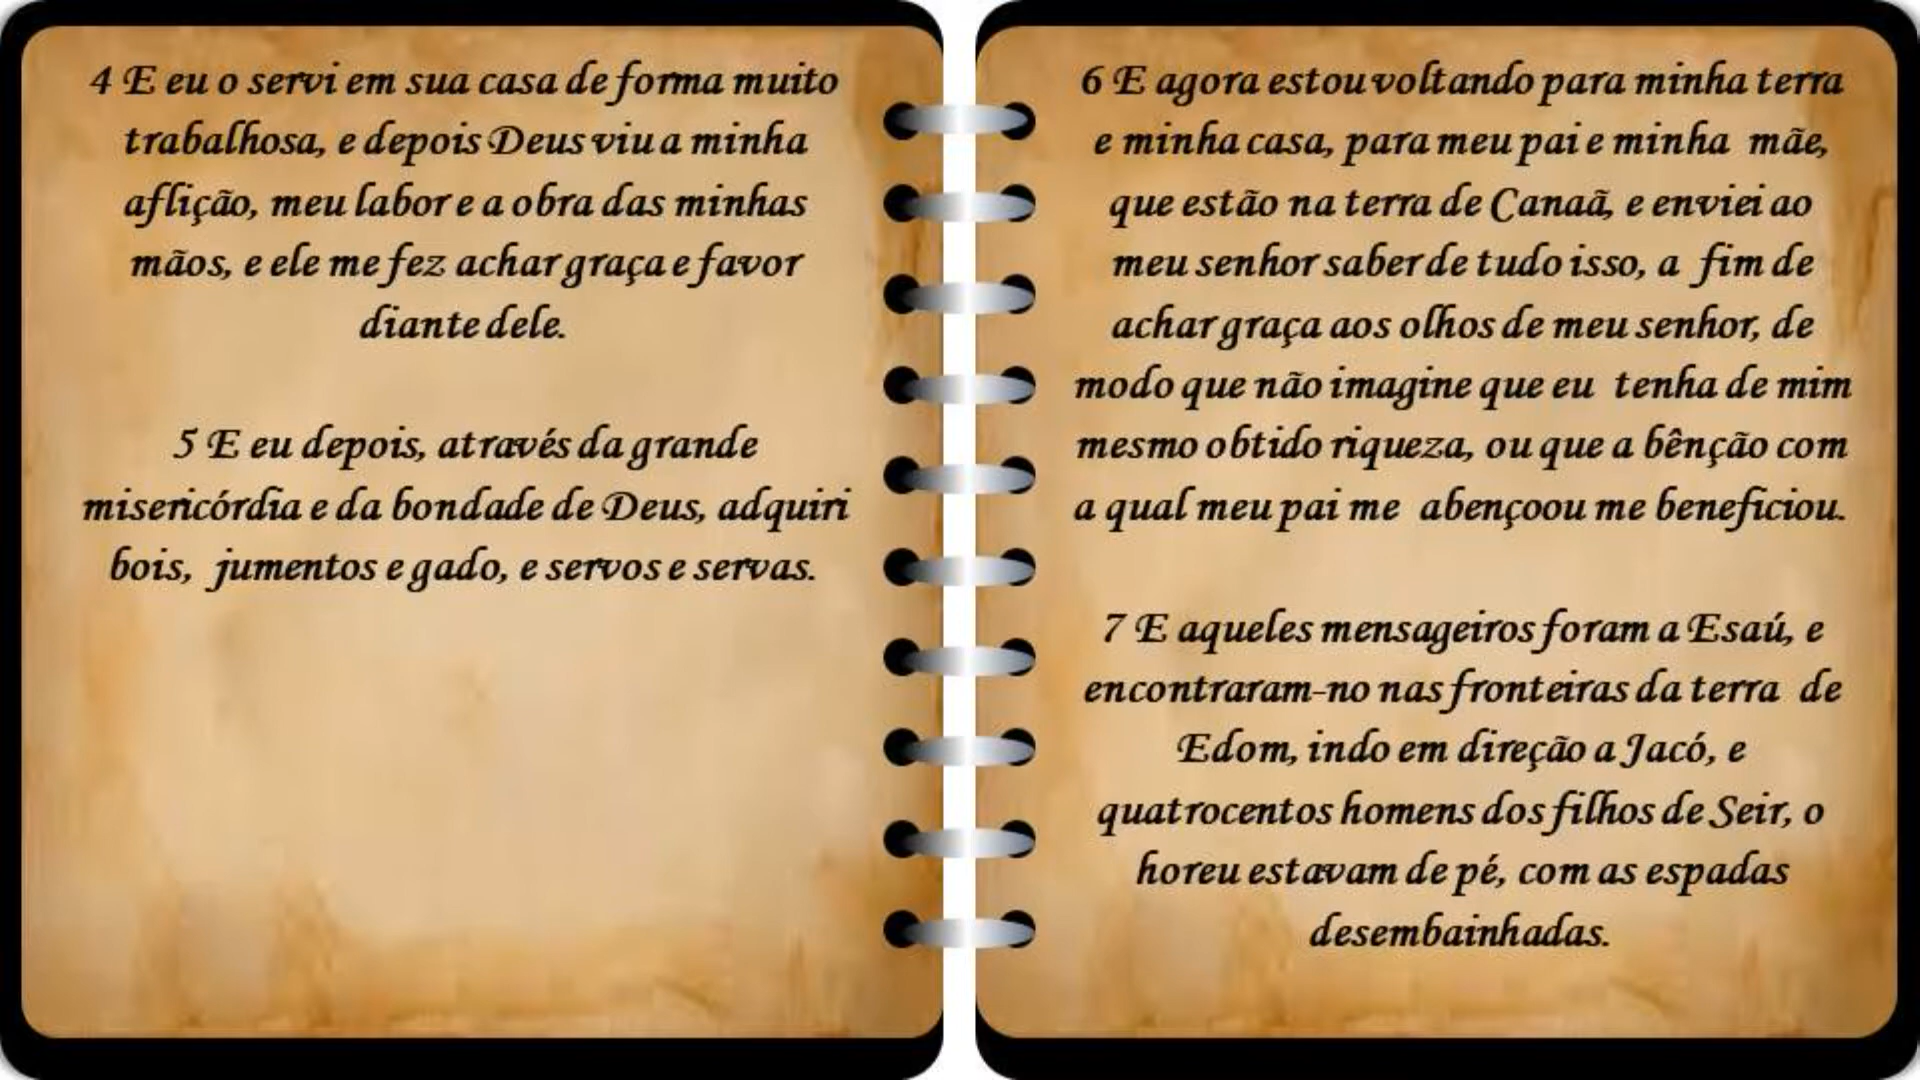 4 E eu o servi em sua casa de forma muito
trabalhosa, e depois Deus viu a minha
aflição, meu labor e a obra das minhas
mãos, e ele me fez achar graça e favor
diante dele.
5 E eu depois, através da grande
misericórdia e da bondade de Deus, adquiri
bois, jumentos e gado, e servos e servas.
6 E agora estou voltando para minha terra
e minha casa, para meu pai e minha mãe,
que estão na terra de Canaã, e enviei ao
meu senhor saber de tudo isso, a fim de
achar graça aos olhos de meu senhor, de
modo que não imagine que eu tenha de mim
mesmo obtido riqueza, ou que a bênção com
a qual meu pai me abençoou me beneficiou.
7 E aqueles mensageiros foram a Esaú, e
encontraram-no nas fronteiras da terra de
Edom, indo em direção a Jacó, e
quatrocentos homens dos filhos de Seir, o
horeu estavam de pé, com as espadas
desembainhadas.